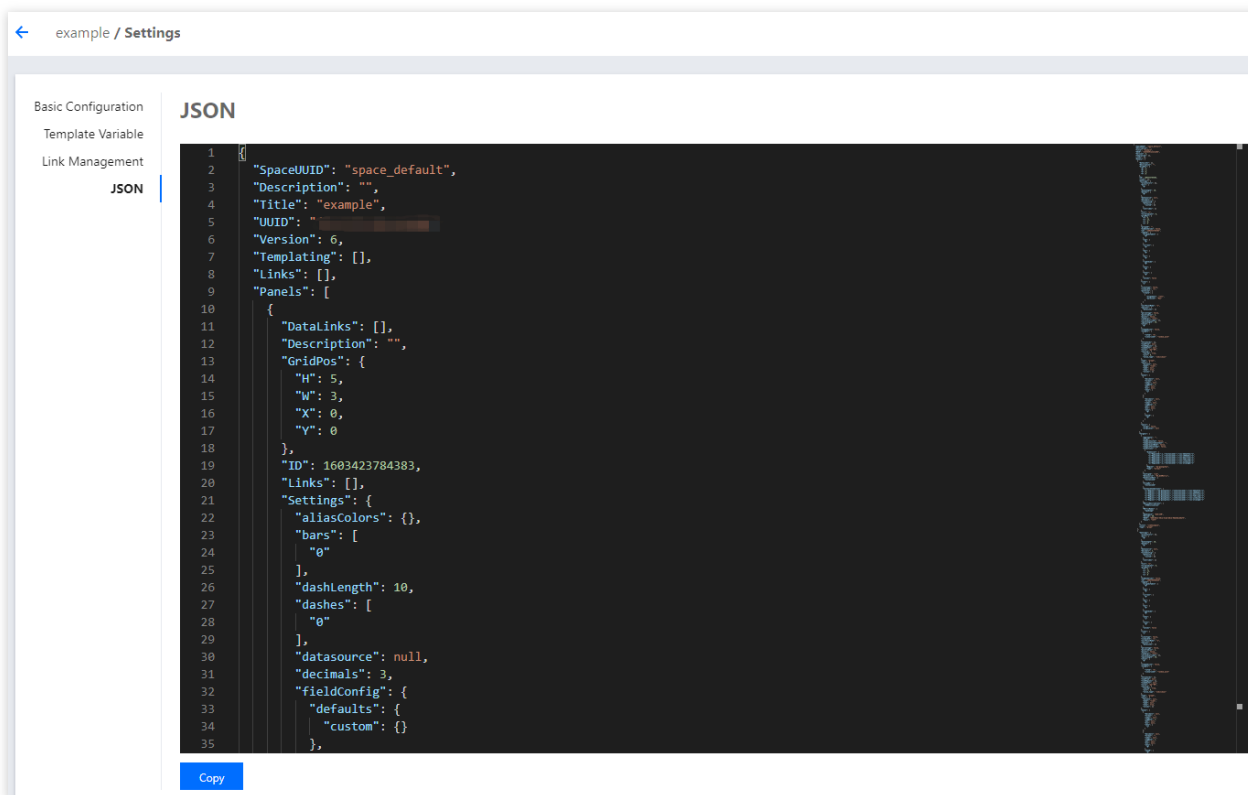 example / Settings
Basic Configuration
Template Variable
Link Management
JSON
JSON
1 {
2 "SpaceUUID": "space_default",
3 "Description": "",
4 "Title": "example",
5 "UUID": "
6 "Version": 6,
7 "Templating": [],
8 "Links": [],
9 "Panels": [
10 {
11 "DataLinks": [],
12 "Description": "",
13 "GridPos": {
14 "H": 5,
15 "W": 3,
16 "X": 0,
17 "Y": 0
18 },
19 "ID": 1603423784383,
20 "Links": [],
21 "Settings": {
22 "aliasColors": {},
23 "bars": [
24 "0"
25 ],
26 "dashLength": 10,
27 "dashes": [
28 "0"
29 ],
30 "datasource": null,
31 "decimals": 3,
32 "fieldConfig": {
33 "defaults": {
34 "custom": {}
35 },
Copy